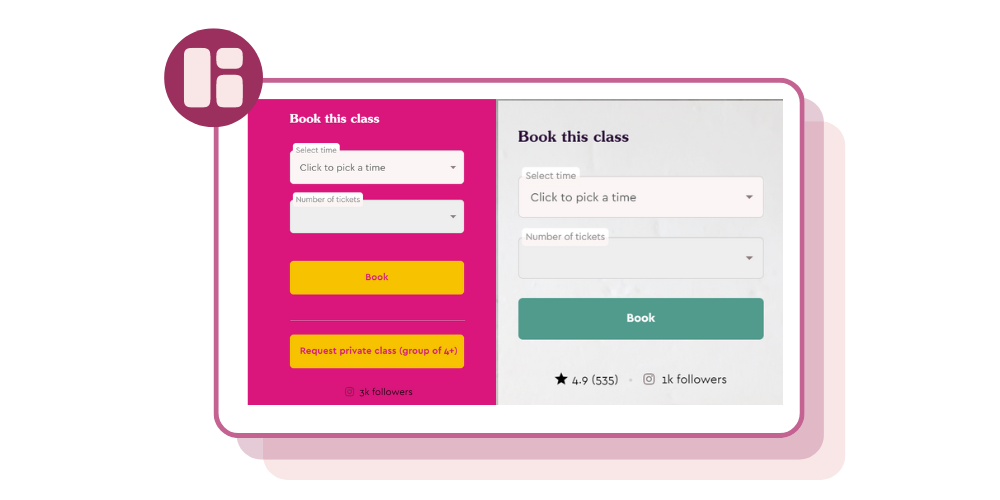 Book this class
Select time
Click to pick a time
Number of tickets
Book
Request private class (group of 4+)
3k followers
Book this class
Select time
Click to pick a time
Number of tickets
Book
4.9 (535)
1k followers